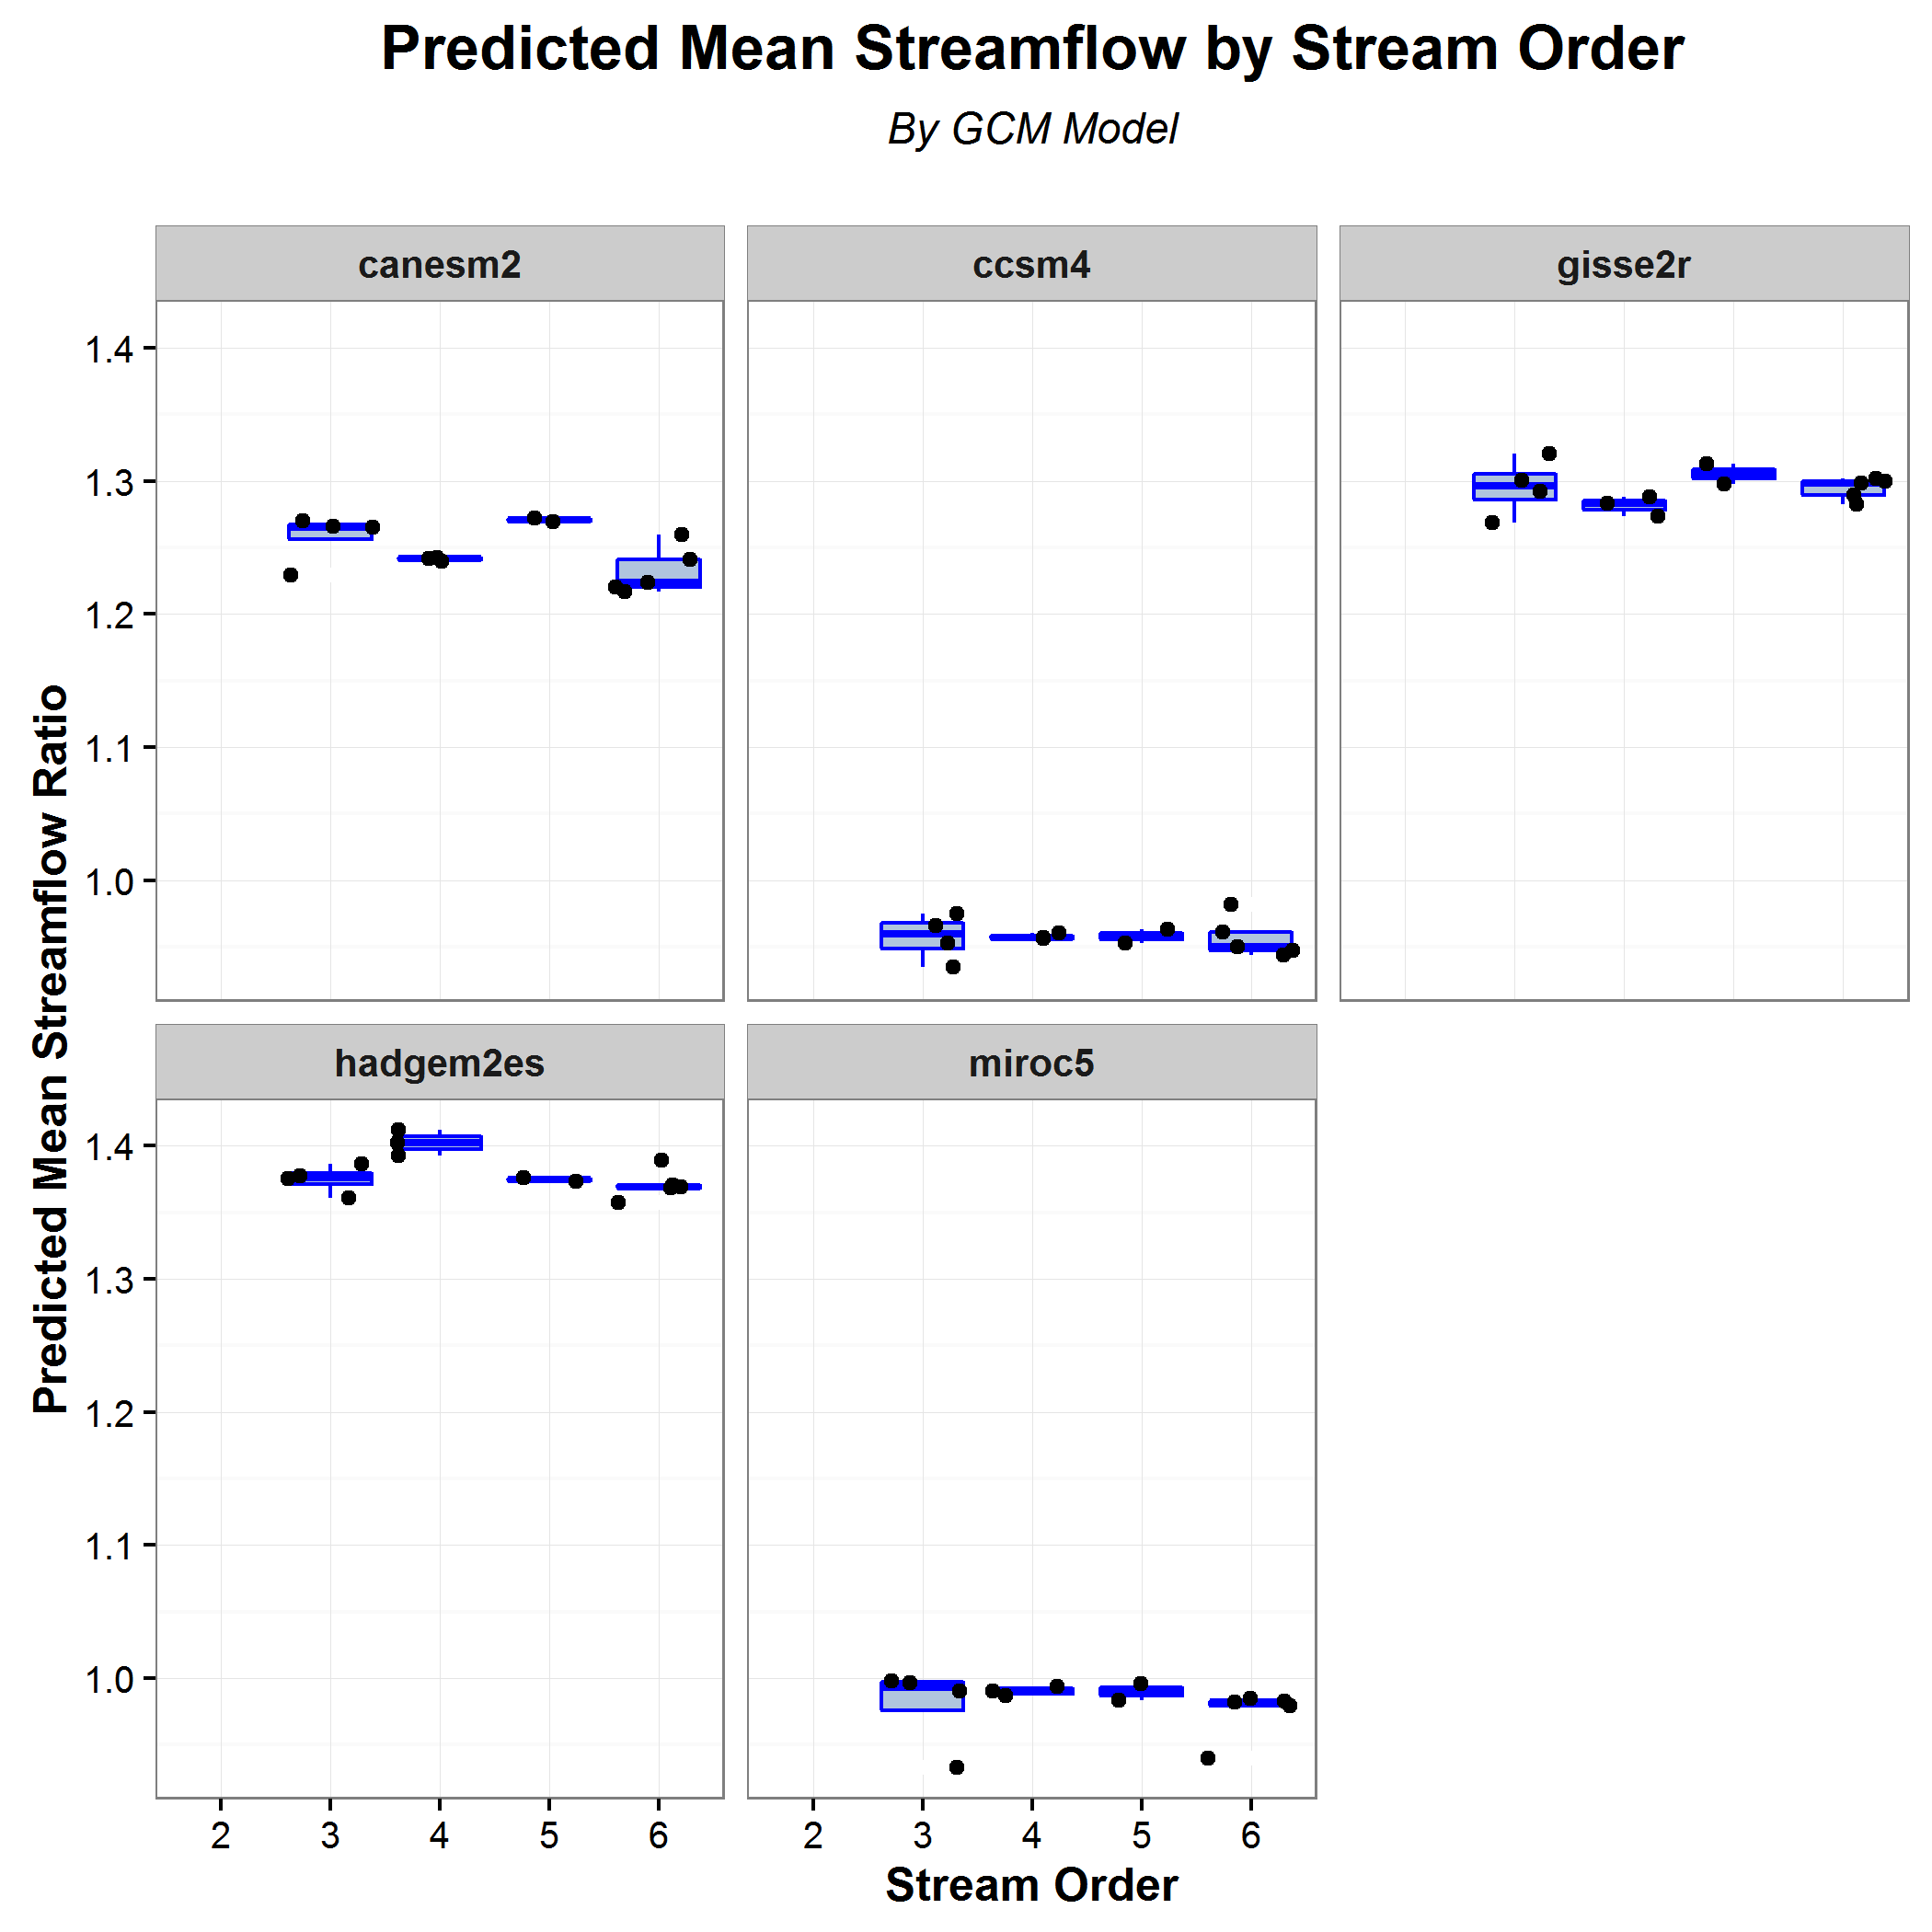 Predicted Mean Streamflow by Stream Order
By GCM Model
canesm2
ccsm4
gisse2r
1.4
1.3
1.2
1.1
1.0
Predicted Mean Streamflow Ratio
hadgem2es
miroc5
1.4
1.3
1.2
1.1
1.0
2 3 4 5 6
2 3 4 5 6
Stream Order